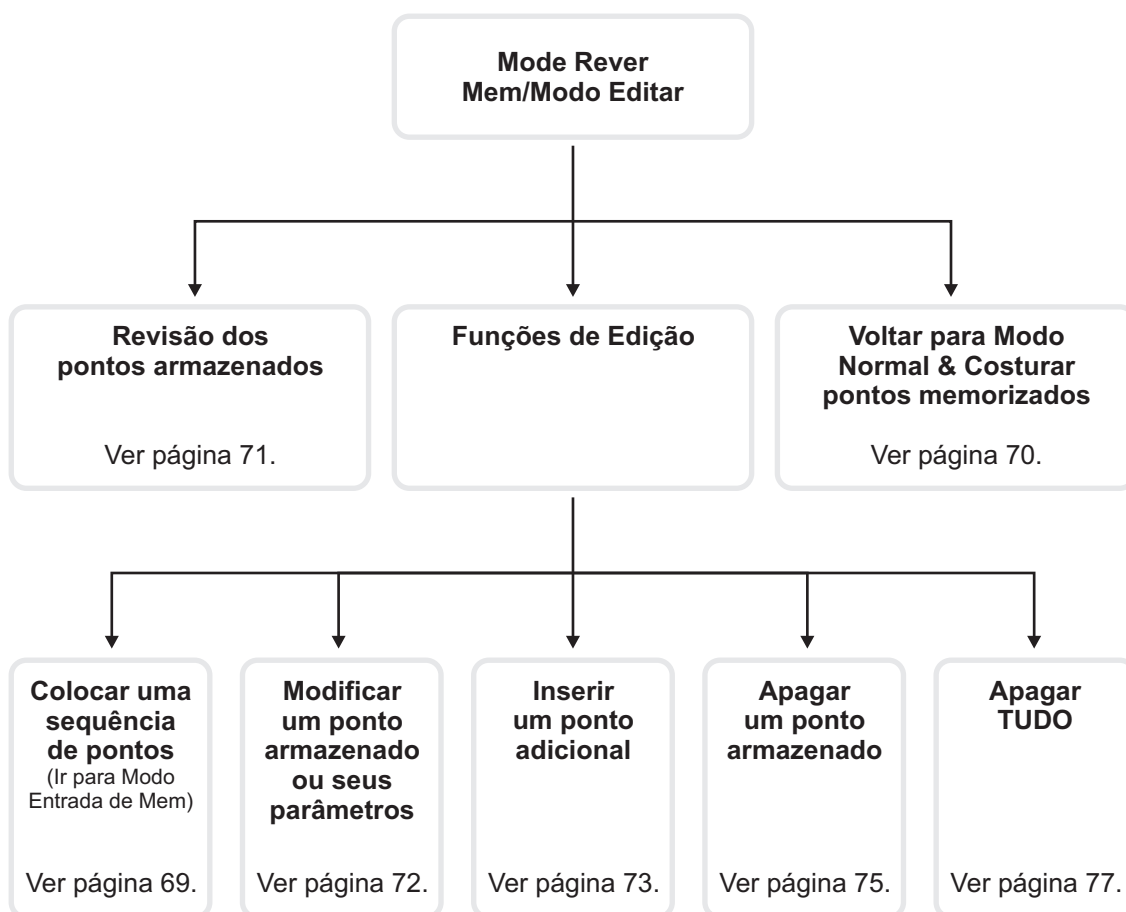 Mode Rever
Mem/Modo Editar
Revisão dos
pontos armazenados
Ver página 71.
Funções de Edição
Voltar para Modo
Normal & Costurar
pontos memorizados
Ver página 70.
Colocar uma
sequência
de pontos
(Ir para Modo
Entrada de Mem)
Ver página 69.
Modificar
um ponto
armazenado
ou seus
parâmetros
Ver página 72.
Inserir
um ponto
adicional
Ver página 73.
Apagar
um ponto
armazenado
Ver página 75.
Apagar
TUDO
Ver página 77.